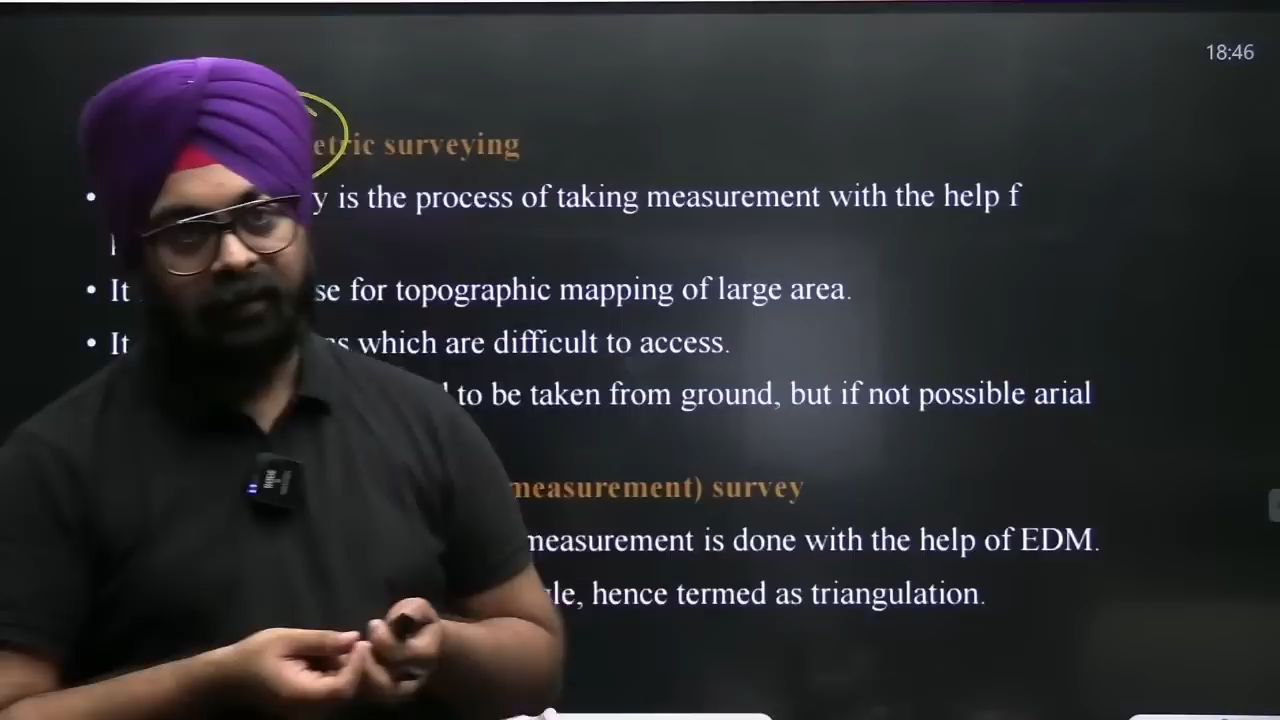 18:46
etric surveying
• y is the process of taking measurement with the help f
• It se for topographic mapping of large area.
• It as which are difficult to access.
to be taken from ground, but if not possible arial
measurement) survey
measurement is done with the help of EDM.
gle, hence termed as triangulation.